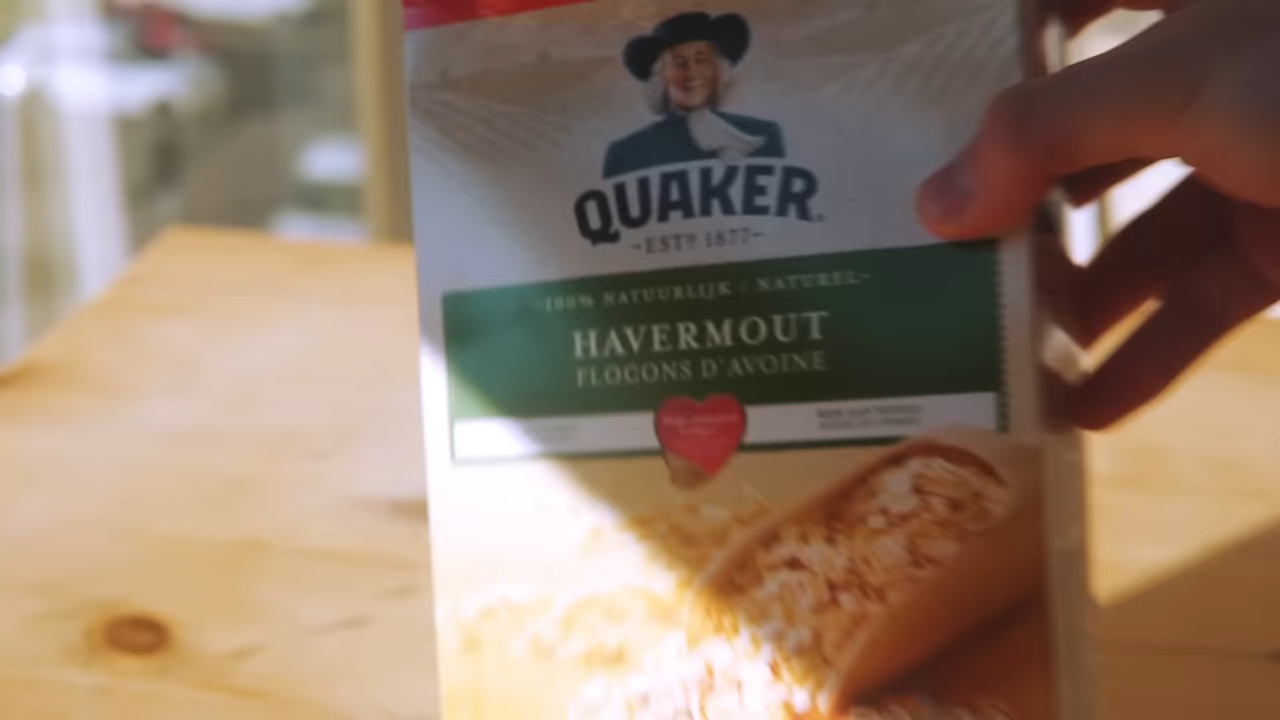 QUAKER
-ESTD 1877-
-100% NATUURLIJK / NATUREL-
HAVERMOUT
FLOCONS D'AVOINE